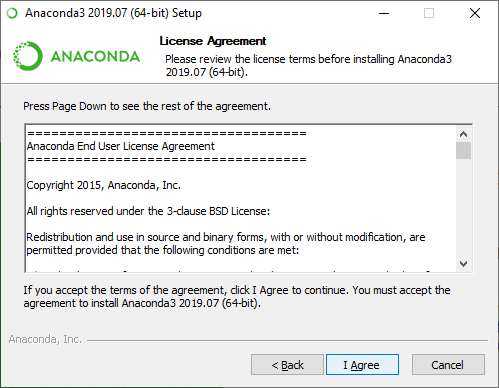 Anaconda3 2019.07 (64-bit) Setup
ANACONDA
License Agreement
Please review the license terms before installing Anaconda3
2019.07 (64-bit).
Press Page Down to see the rest of the agreement.
===================================
Anaconda End User License Agreement
===================================
Copyright 2015, Anaconda, Inc.
All rights reserved under the 3-clause BSD License:
Redistribution and use in source and binary forms, with or without modification, are
permitted provided that the following conditions are met:
If you accept the terms of the agreement, click I Agree to continue. You must accept the
agreement to install Anaconda3 2019.07 (64-bit).
Anaconda, Inc.
< Back
I Agree
Cancel